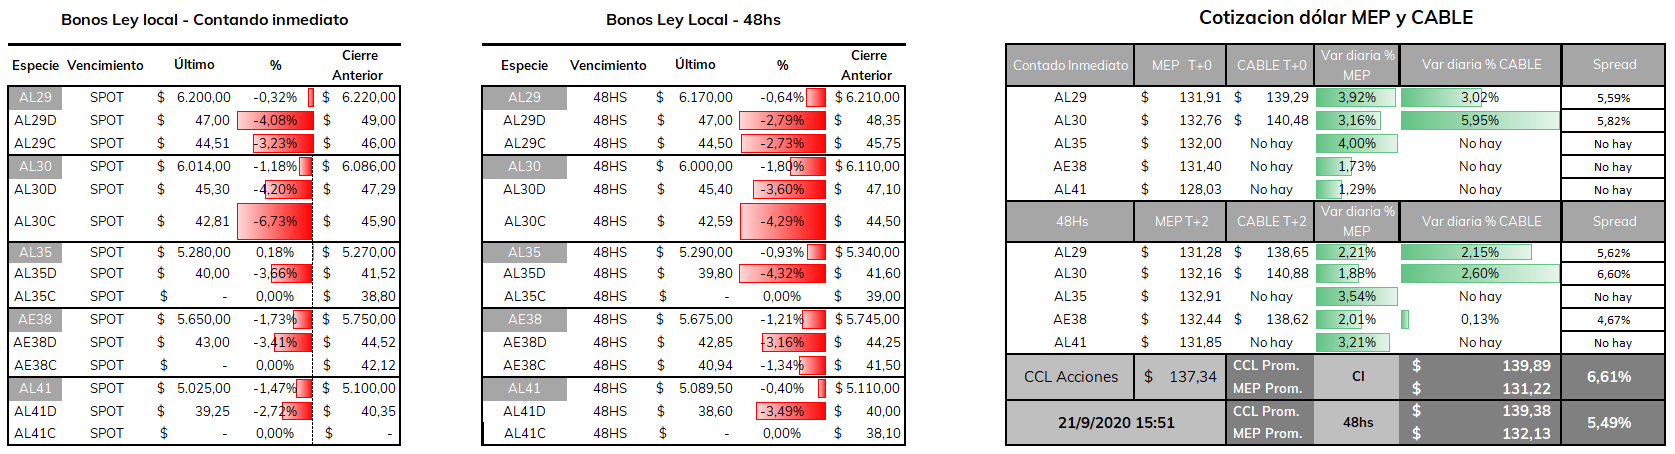 Bonos Ley local - Contando inmediato
Especie Vencimiento Último % Cierre Anterior
AL29 SPOT $ 6.200,00 -0,32% $ 6.220,00
AL29D SPOT $ 47,00 -4,08% $ 49,00
AL29C SPOT $ 44,51 -3,23% $ 46,00
AL30 SPOT $ 6.014,00 -1,18% $ 6.086,00
AL30D SPOT $ 45,30 -4,20% $ 47,29
AL30C SPOT $ 42,81 -6,73% $ 45,90
AL35 SPOT $ 5.280,00 0,18% $ 5.270,00
AL35D SPOT $ 40,00 -3,66% $ 41,52
AL35C SPOT $ - 0,00% $ 38,80
AE38 SPOT $ 5.650,00 -1,73% $ 5.750,00
AE38D SPOT $ 43,00 -3,41% $ 44,52
AE38C SPOT $ - 0,00% $ 42,12
AL41 SPOT $ 5.025,00 -1,47% $ 5.100,00
AL41D SPOT $ 39,25 -2,72% $ 40,35
AL41C SPOT $ - 0,00% $ -
Bonos Ley Local - 48hs
Especie Vencimiento Último % Cierre Anterior
AL29 48HS $ 6.170,00 -0,64% $ 6.210,00
AL29D 48HS $ 47,00 -2,79% $ 48,35
AL29C 48HS $ 44,50 -2,73% $ 45,75
AL30 48HS $ 6.000,00 -1,80% $ 6.110,00
AL30D 48HS $ 45,40 -3,60% $ 47,10
AL30C 48HS $ 42,59 -4,29% $ 44,50
AL35 48HS $ 5.290,00 -0,93% $ 5.340,00
AL35D 48HS $ 39,80 -4,32% $ 41,60
AL35C 48HS $ - 0,00% $ 39,00
AE38 48HS $ 5.675,00 -1,21% $ 5.745,00
AE38D 48HS $ 42,85 -3,16% $ 44,25
AE38C 48HS $ 40,94 -1,34% $ 41,50
AL41 48HS $ 5.089,50 -0,40% $ 5.110,00
AL41D 48HS $ 38,60 -3,49% $ 40,00
AL41C 48HS $ - 0,00% $ 38,10
Cotizacion dólar MEP y CABLE
Contado Inmediato MEP T+0 CABLE T+0 Var diaria % MEP Var diaria % CABLE Spread
AL29 $ 131,91 $ 139,29 3,92% 3,02% 5,59%
AL30 $ 132,76 $ 140,48 3,16% 5,95% 5,82%
AL35 $ 132,00 No hay 4,00% No hay No hay
AE38 $ 131,40 No hay 1,73% No hay No hay
AL41 $ 128,03 No hay 1,29% No hay No hay
48Hs MEP T+2 CABLE T+2 Var diaria % MEP Var diaria % CABLE Spread
AL29 $ 131,28 $ 138,65 2,21% 2,15% 5,62%
AL30 $ 132,16 $ 140,88 1,88% 2,60% 6,60%
AL35 $ 132,91 No hay 3,54% No hay No hay
AE38 $ 132,44 $ 138,62 2,01% 0,13% 4,67%
AL41 $ 131,85 No hay 3,21% No hay No hay
CCL Acciones $ 137,34 CCL Prom. CI $ 139,89 6,61%
MEP Prom. $ 131,22
21/9/2020 15:51 CCL Prom. 48hs $ 139,38 5,49%
MEP Prom. $ 132,13